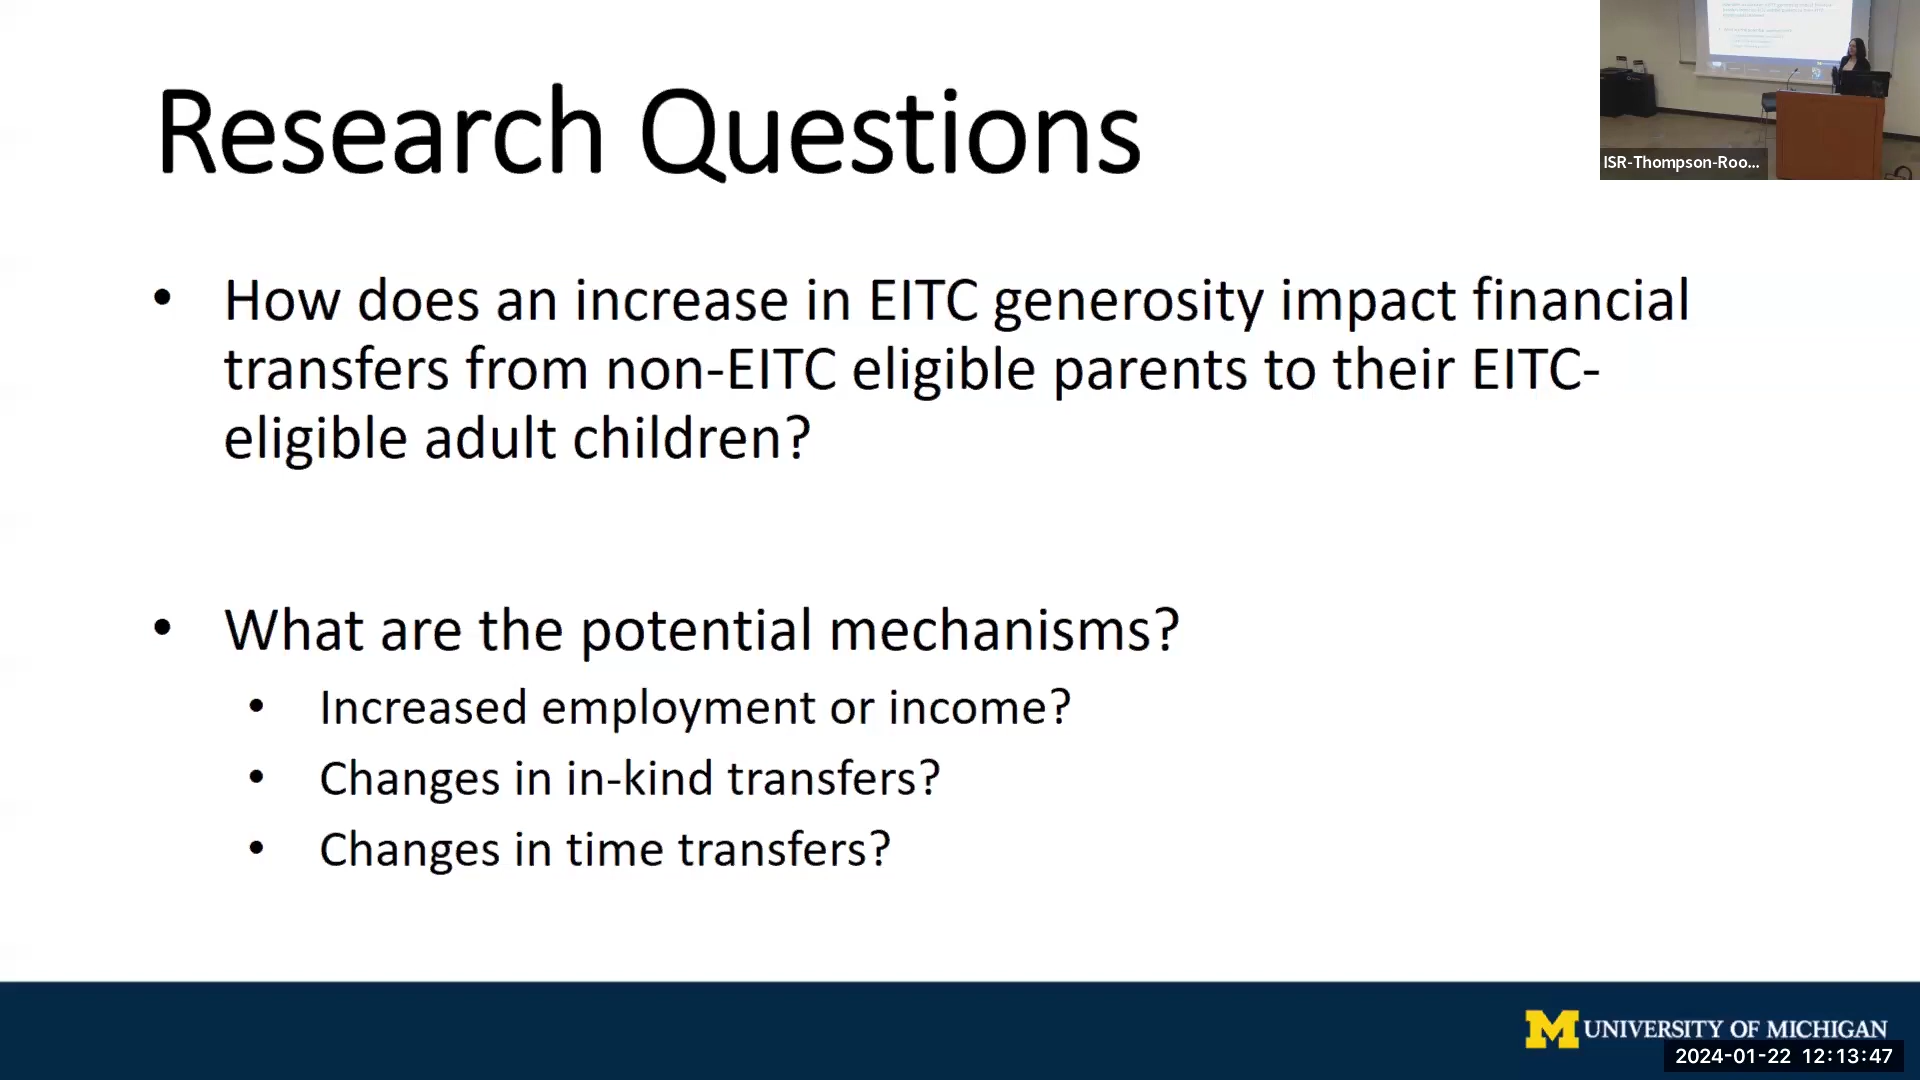 Research Questions
ISR-Thompson-Roo...
• How does an increase in EITC generosity impact financial
transfers from non-EITC eligible parents to their EITC-
eligible adult children?
• What are the potential mechanisms?
• Increased employment or income?
• Changes in in-kind transfers?
• Changes in time transfers?
M UNIVERSITY OF MICHIGAN
2024-01-22 12:13:47